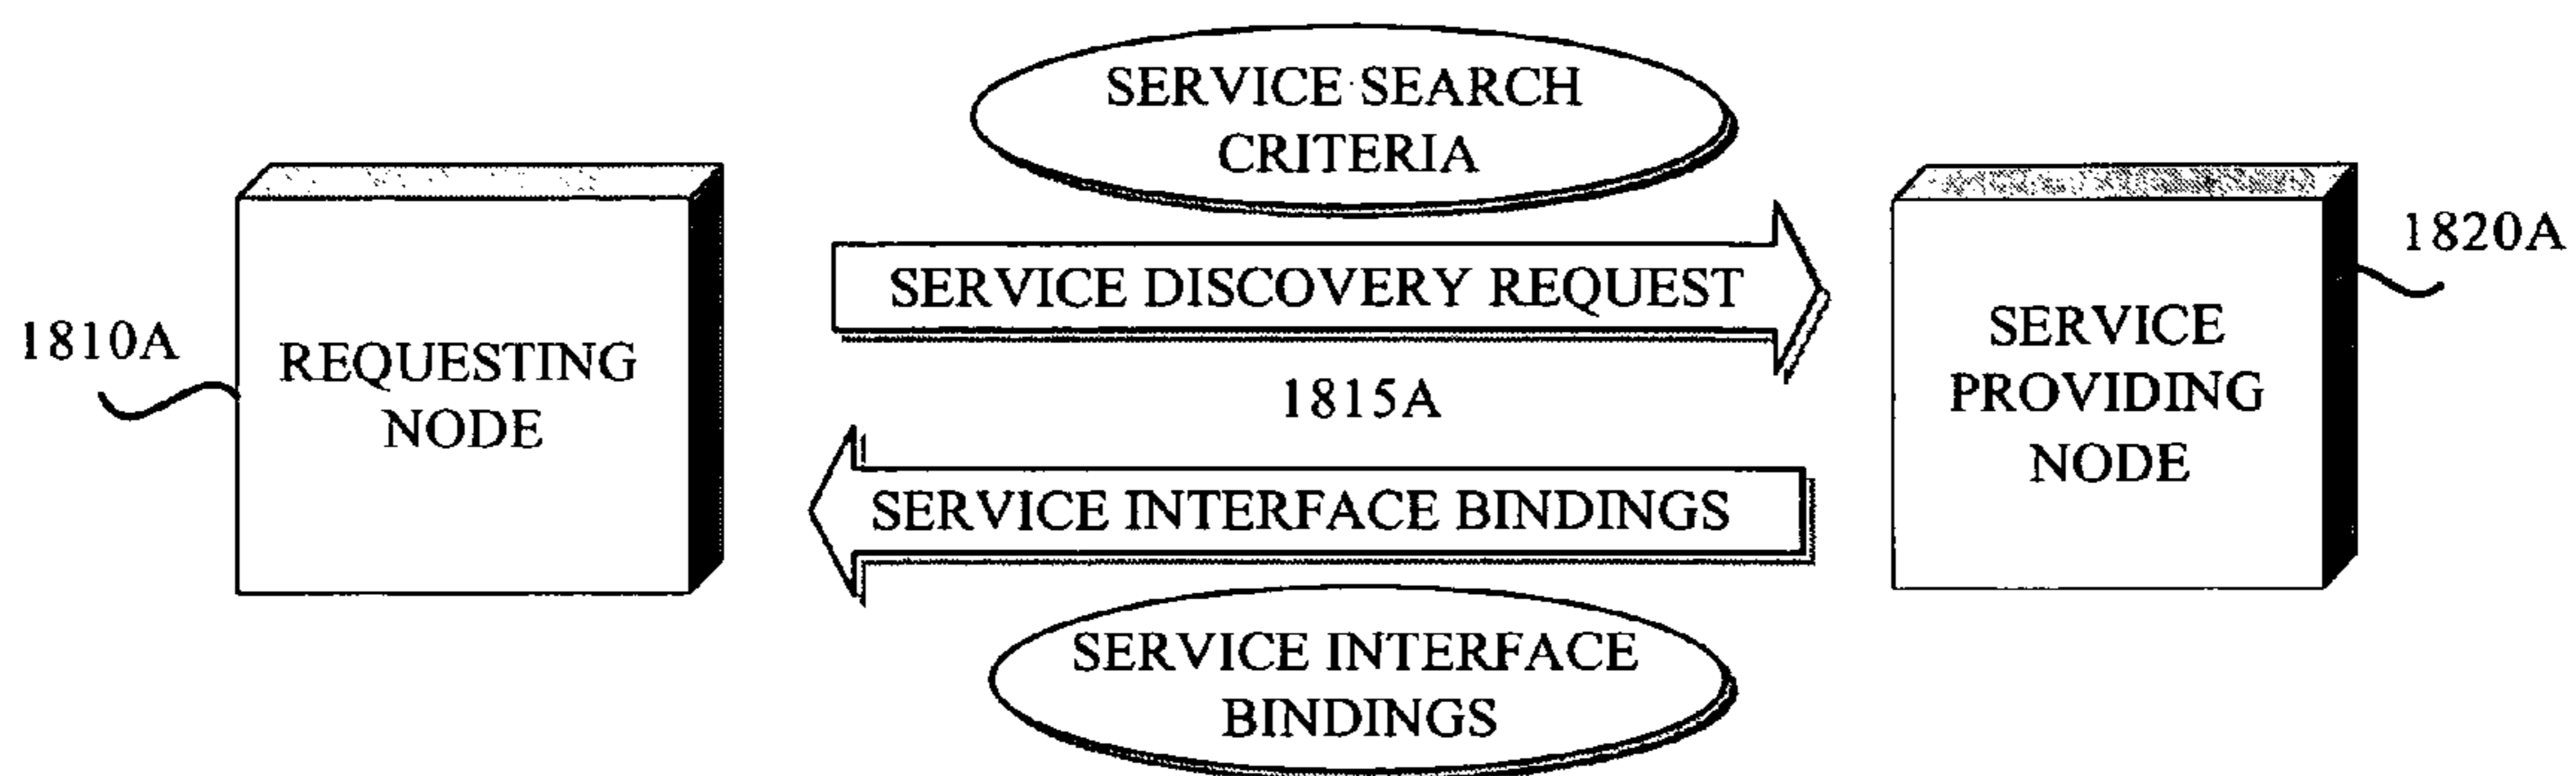 SERVICE SEARCH
CRITERIA
1820A
SERVICE DISCOVERY REQUEST
1810A
REQUESTING
NODE
SERVICE
PROVIDING
NODE
1815A
SERVICE INTERFACE BINDINGS
SERVICE INTERFACE
BINDINGS